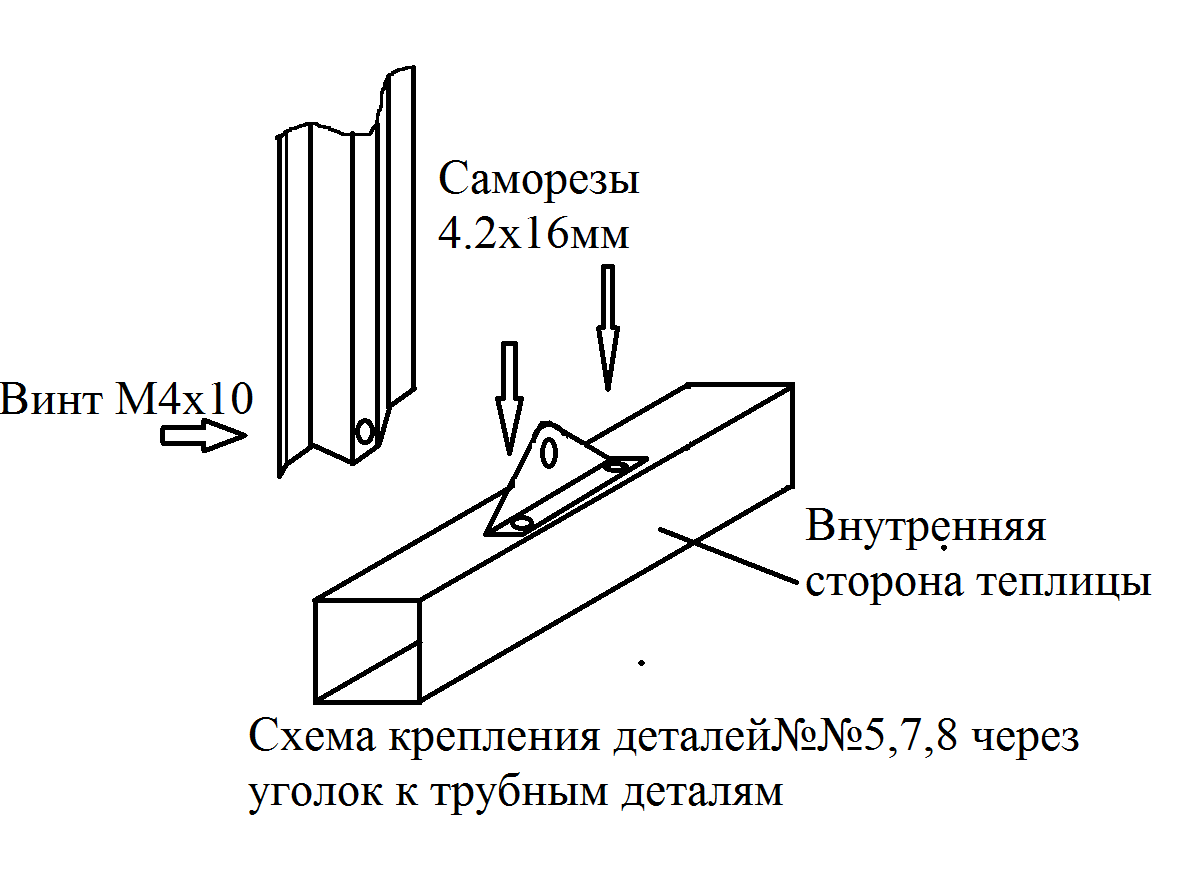 Саморезы
4.2х16мм
Винт М4х10
Внутренняя
сторона теплицы
Схема крепления деталей№№5,7,8 через
уголок к трубным деталям